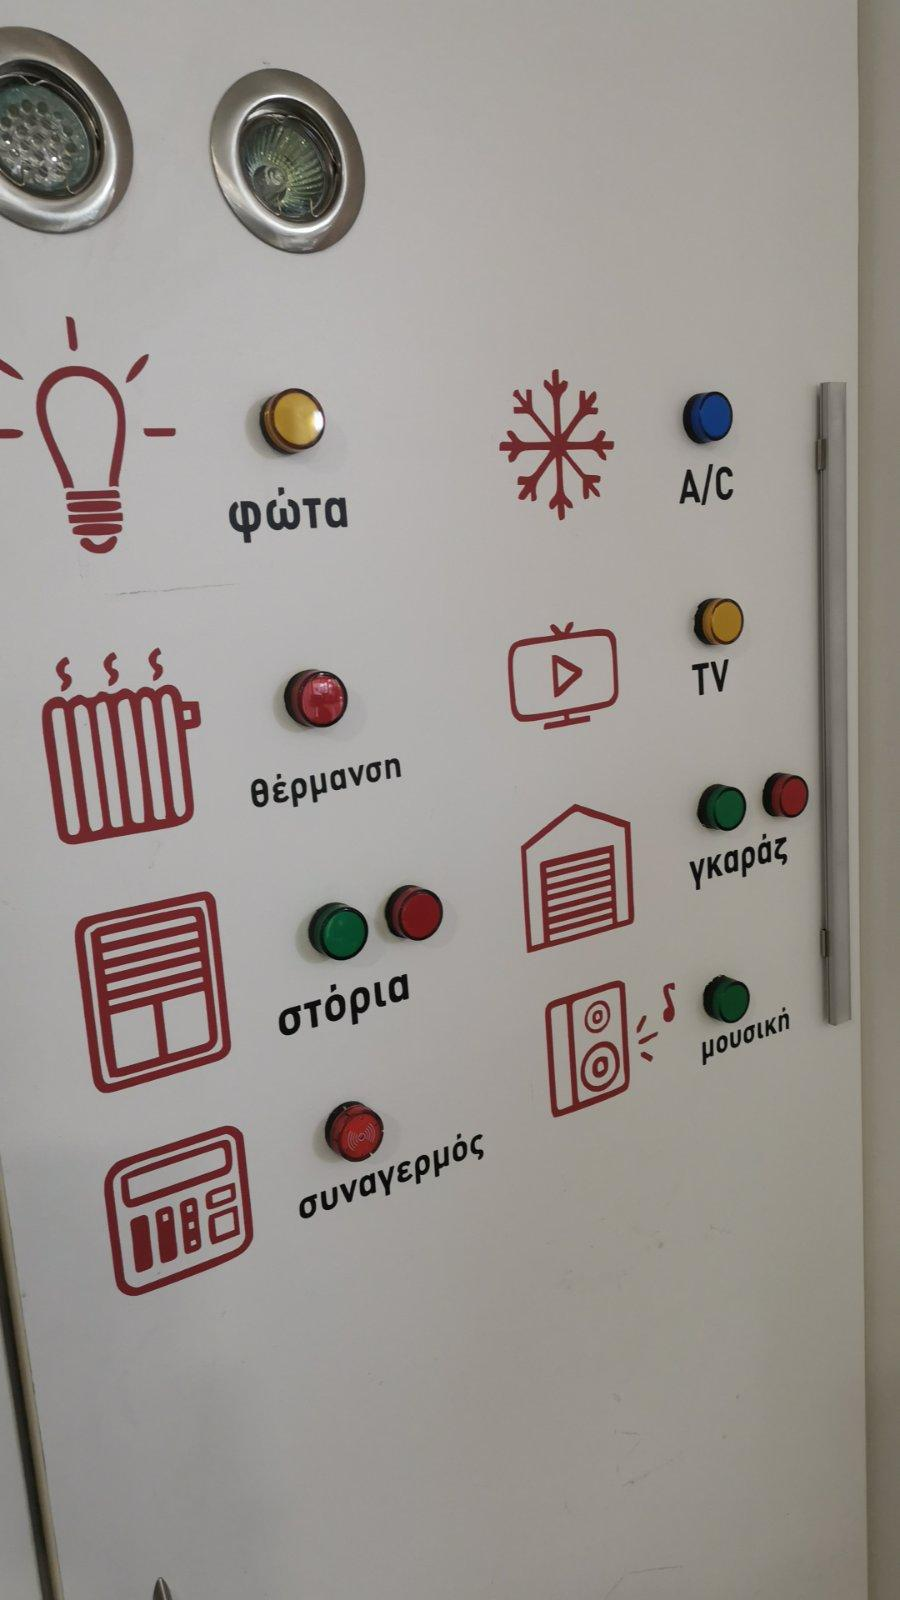 φώτα
A/C
θέρμανση
TV
στόρια
γκαράζ
συναγερμός
μουσική